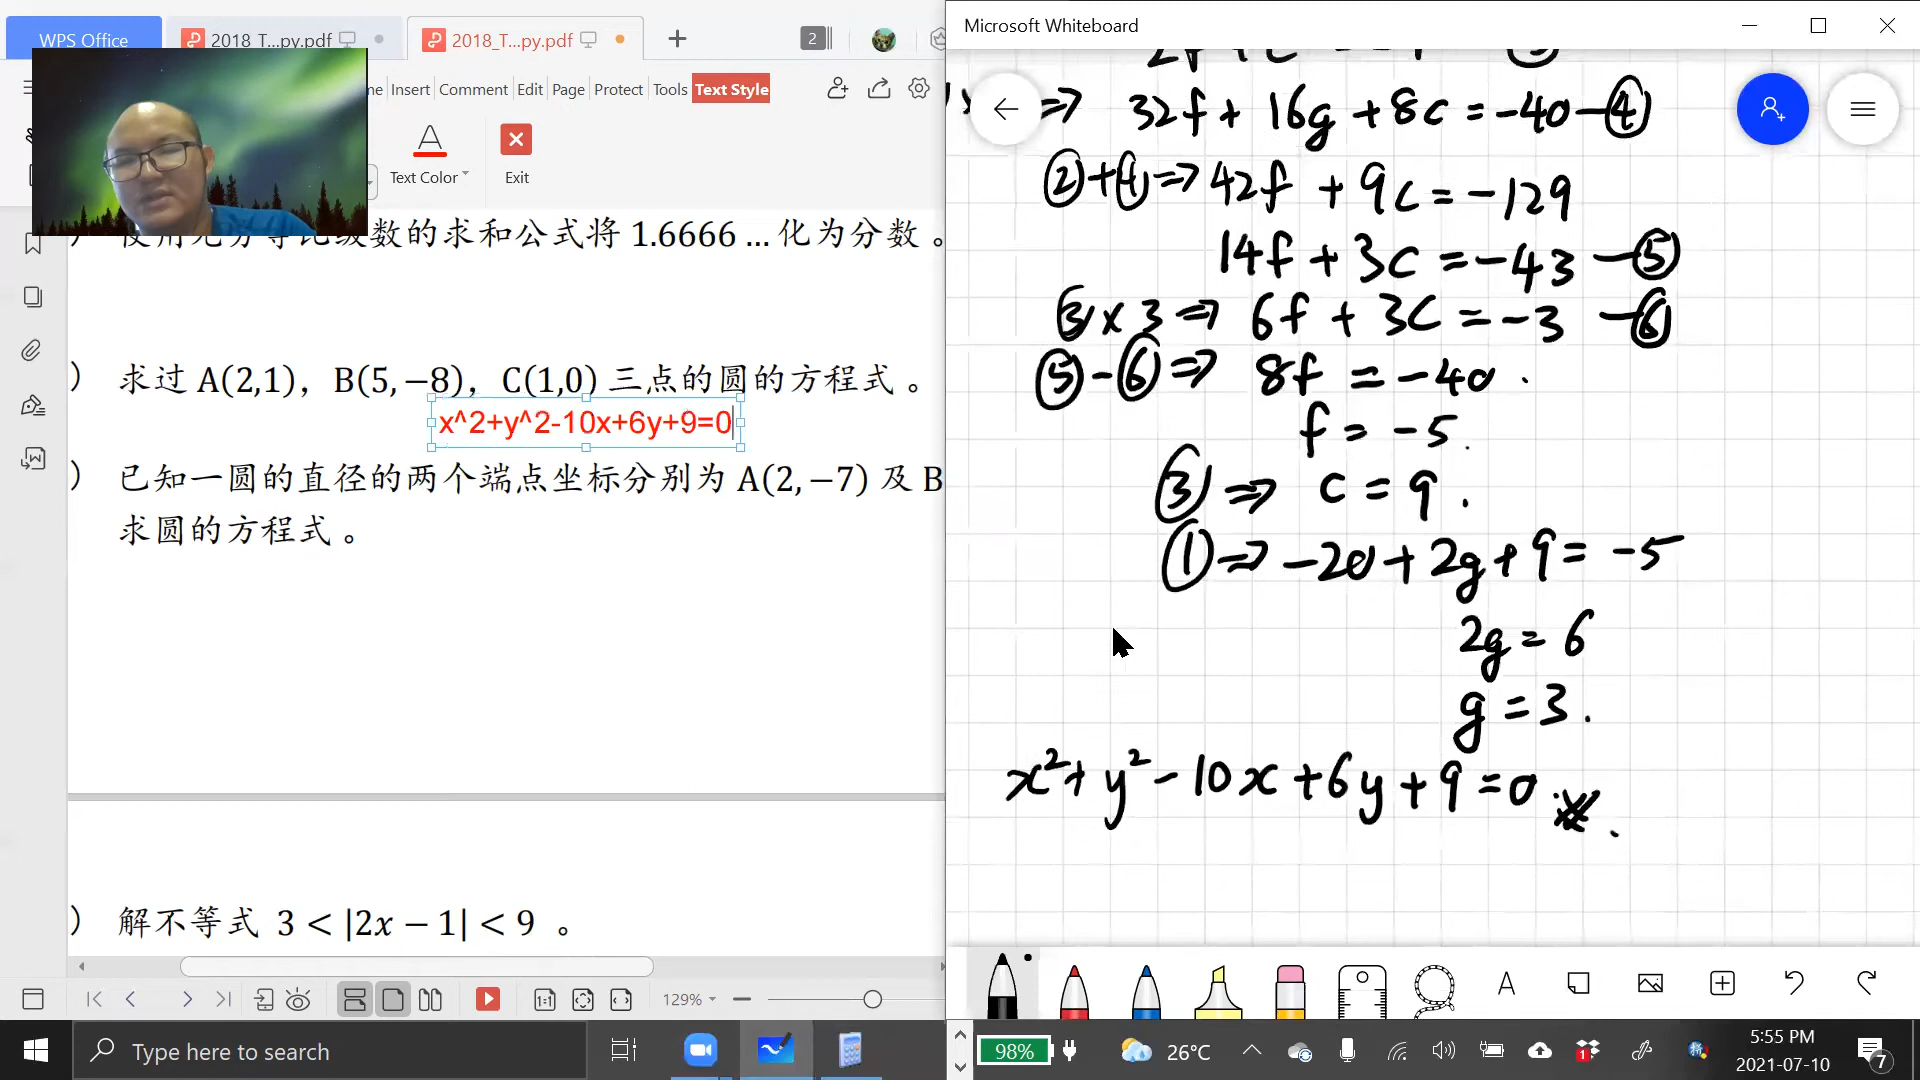 WPS Office
2018_T...py.pdf
2018_T...py.pdf
2
Insert Comment Edit Page Protect Tools Text Style
Text Color
Exit
的求和公式将 1.6666 ... 化为分数 。
) 求过 A(2,1)，B(5,−8)，C(1,0) 三点的圆的方程式 。
x^2+y^2-10x+6y+9=0
) 已知一圆的直径的两个端点坐标分别为 A(2,−7) 及 B
求圆的方程式 。
) 解不等式 3 < |2x − 1| < 9 。
129%
Microsoft Whiteboard
⇒ 32f + 16g + 8c = -40 - ④
② + ④ ⇒ 42f + 9c = -129
14f + 3c = -43 - ⑤
③ x 3 ⇒ 6f + 3c = -3 - ⑥
⑤ - ⑥ ⇒ 8f = -40 .
f = -5 .
③ ⇒ c = 9 .
① ⇒ -20 + 2g + 9 = -5
2g = 6
g = 3 .
x² + y² - 10x + 6y + 9 = 0
Type here to search
98%
26°C
1
5:55 PM
2021-07-10
7